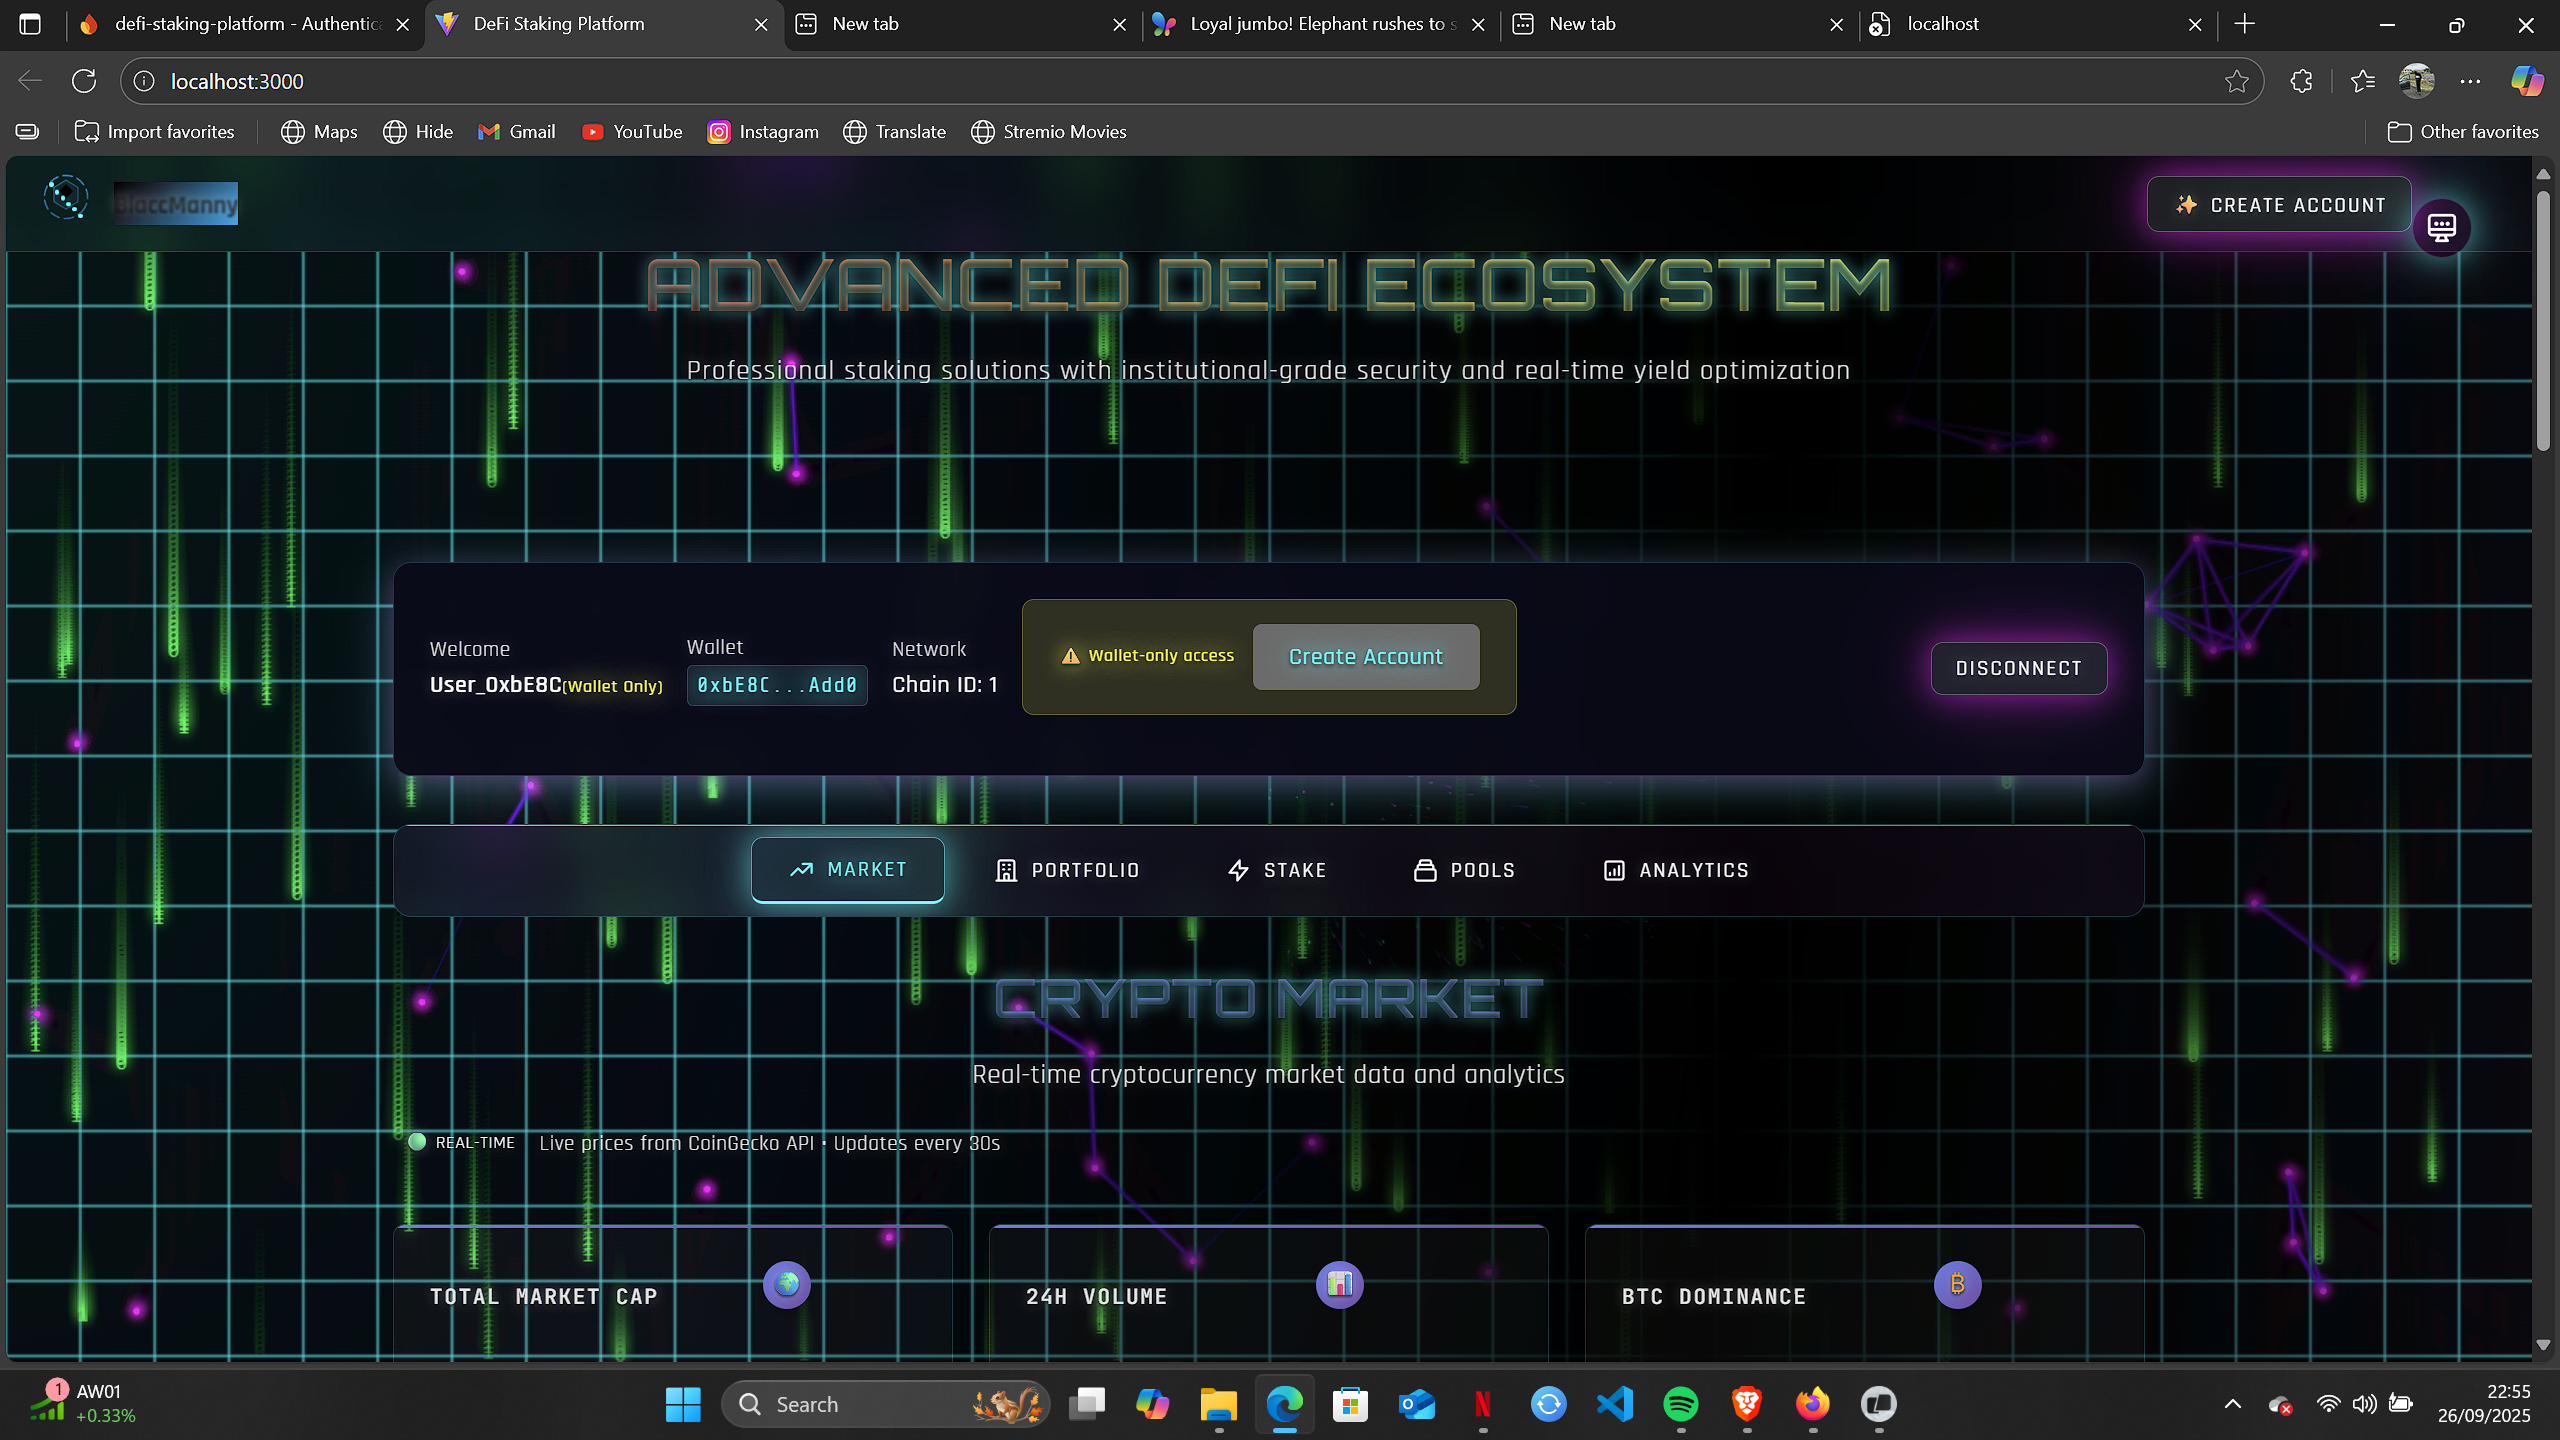 defi-staking-platform - Authentic
DeFi Staking Platform
New tab
Loyal jumbo! Elephant rushes to s
New tab
localhost
localhost:3000
Import favorites
Maps
Hide
Gmail
YouTube
Instagram
Translate
Stremio Movies
Other favorites
BlaccManny
✨ CREATE ACCOUNT
ADVANCED DEFI ECOSYSTEM
Professional staking solutions with institutional-grade security and real-time yield optimization
Welcome
User_0xbE8C(Wallet Only)
Wallet
0xbE8C...Add0
Network
Chain ID: 1
⚠ Wallet-only access
Create Account
DISCONNECT
MARKET
PORTFOLIO
STAKE
POOLS
ANALYTICS
CRYPTO MARKET
Real-time cryptocurrency market data and analytics
REAL-TIME
Live prices from CoinGecko API • Updates every 30s
TOTAL MARKET CAP
24H VOLUME
BTC DOMINANCE
₿
1
AW01
+0.33%
Search
22:55
26/09/2025